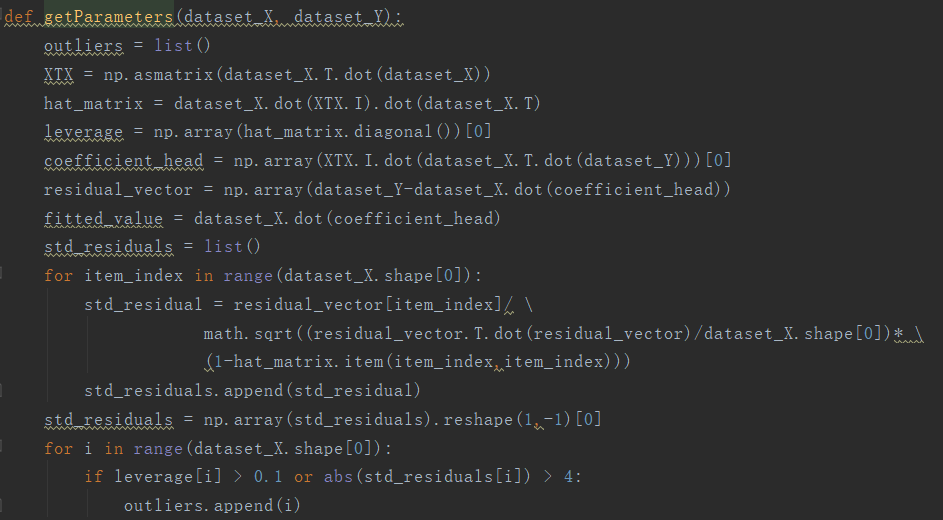 def getParameters(dataset_X, dataset_Y):
    outliers = list()
    XTX = np.asmatrix(dataset_X.T.dot(dataset_X))
    hat_matrix = dataset_X.dot(XTX.I).dot(dataset_X.T)
    leverage = np.array(hat_matrix.diagonal())[0]
    coefficient_head = np.array(XTX.I.dot(dataset_X.T.dot(dataset_Y)))[0]
    residual_vector = np.array(dataset_Y-dataset_X.dot(coefficient_head))
    fitted_value = dataset_X.dot(coefficient_head)
    std_residuals = list()
    for item_index in range(dataset_X.shape[0]):
        std_residual = residual_vector[item_index]/ \
                    math.sqrt((residual_vector.T.dot(residual_vector)/dataset_X.shape[0])* \
                    (1-hat_matrix.item(item_index,item_index)))
        std_residuals.append(std_residual)
    std_residuals = np.array(std_residuals).reshape(1,-1)[0]
    for i in range(dataset_X.shape[0]):
        if leverage[i] > 0.1 or abs(std_residuals[i]) > 4:
            outliers.append(i)